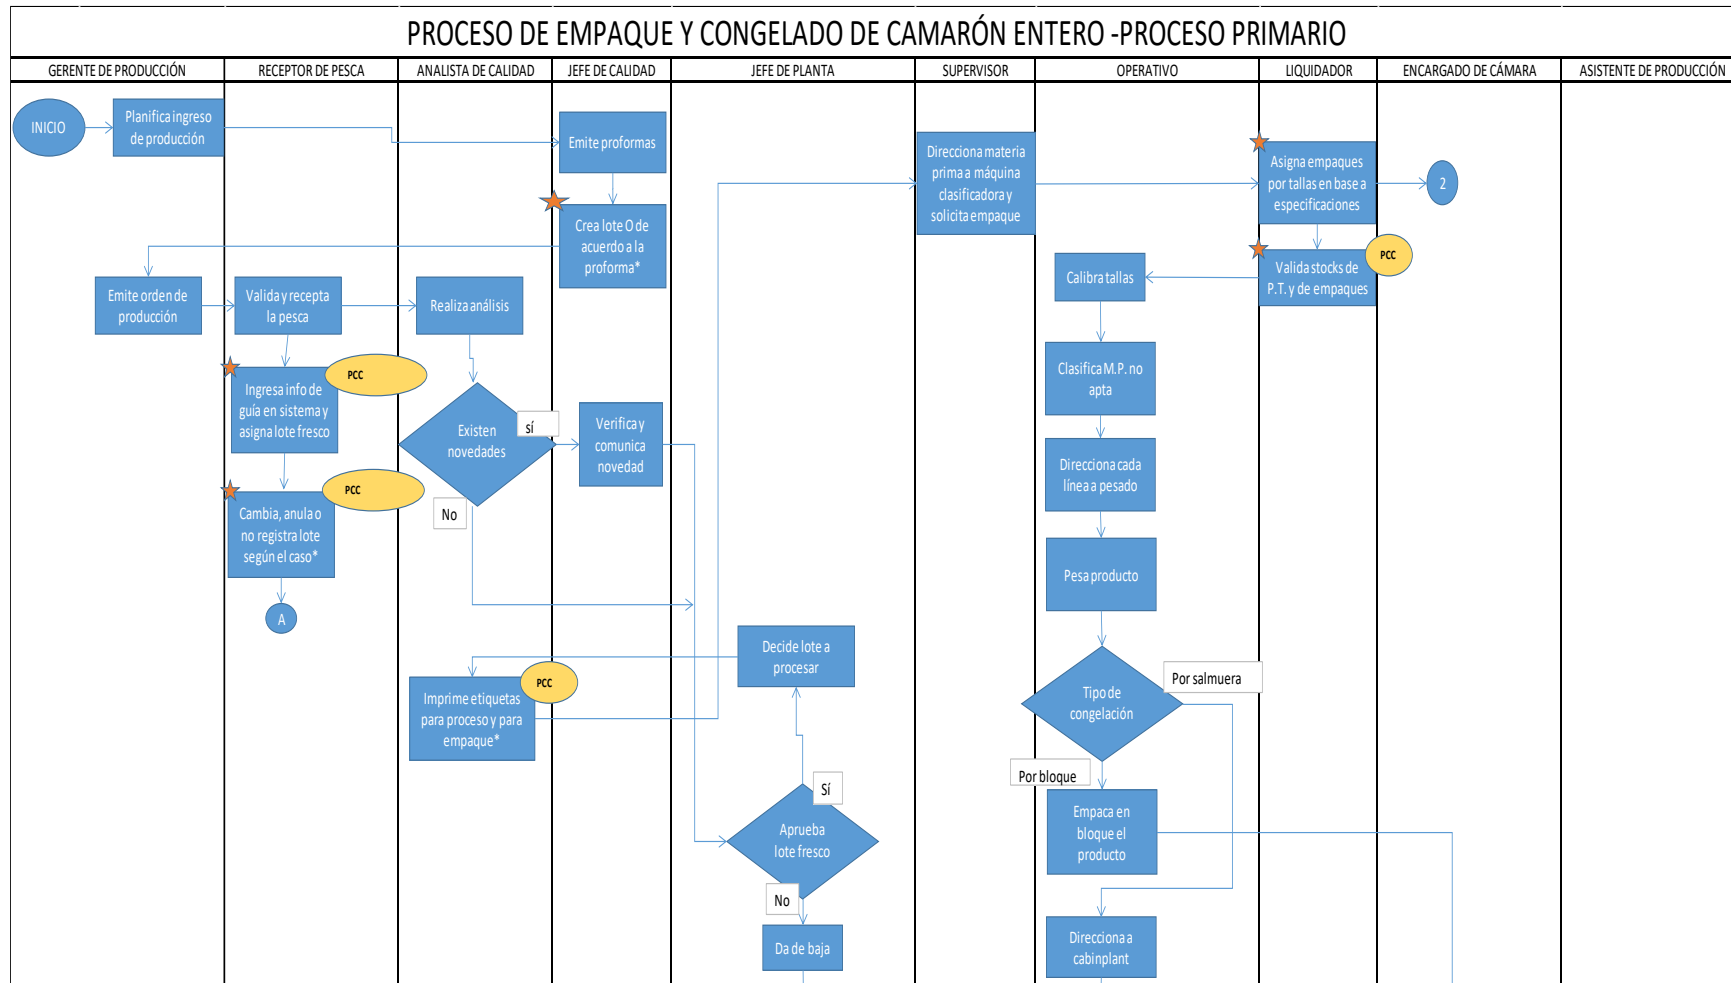 PROCESO DE EMPAQUE Y CONGELADO DE CAMARÓN ENTERO -PROCESO PRIMARIO
GERENTE DE PRODUCCIÓN
RECEPTOR DE PESCA
ANALISTA DE CALIDAD
JEFE DE CALIDAD
JEFE DE PLANTA
SUPERVISOR
OPERATIVO
LIQUIDADOR
ENCARGADO DE CÁMARA
ASISTENTE DE PRODUCCIÓN
INICIO
Planifica ingreso
de producción
Emite proformas
Crea lote O de
acuerdo a la
proforma*
Emite orden de
producción
Valida y recepta
la pesca
Realiza análisis
Ingresa info de
guía en sistema y
asigna lote fresco
PCC
Cambia, anula o
no registra lote
según el caso*
PCC
A
Existen
novedades
sí
No
Verifica y
comunica
novedad
Aprueba
lote fresco
Sí
No
Da de baja
Decide lote a
procesar
Imprime etiquetas
para proceso y para
empaque*
PCC
Direcciona materia
prima a máquina
clasificadora y
solicita empaque
Asigna empaques
por tallas en base a
especificaciones
2
Valida stocks de
P.T. y de empaques
PCC
Calibra tallas
Clasifica M.P. no
apta
Direcciona cada
línea a pesado
Pesa producto
Tipo de
congelación
Por salmuera
Por bloque
Empaca en
bloque el
producto
Direcciona a
cabinplant